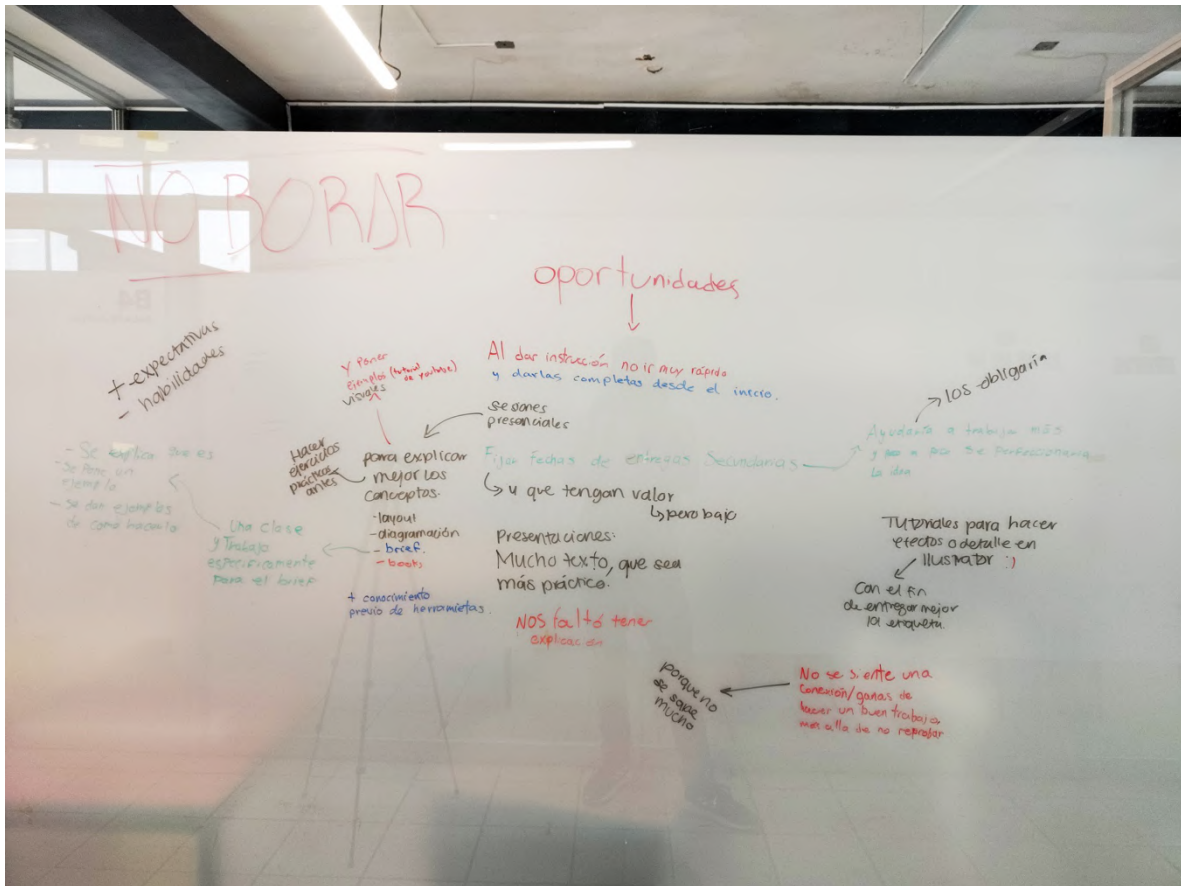 NO BORAR
oportunidades
Al dar instrucción no ir muy rápido
y darlas completas desde el inicio.
+ expectativas
- habilidades
Y Poner
ejemplos (tutorial de youtube)
visuales
sesiones
presenciales
Hacer
ejercicios
prácticos
antes
para explicar
mejor los
conceptos.
-layout
-diagramación
- brief.
- books
+ conocimiento
previo de herramietas.
- Se explica que es
- Se pone un
ejemplo
- se dan ejemplos
de como hacerlo
Una clase
y Trabajo
específicamente
para el brief
Fijar Fechas de entregas Secundarias
y que tengan valor
pero bajo
Ayudaría a trabajar más
y poco a poco se perfeccionaría
la idea
los obligaría
Presentaciones:
Mucho texto, que sea
más práctico.
NOS faltó tener
explicación
Tutoriales para hacer
efectos o detalle en
Illustrator :)
Con el fin
de entregar mejor
la etiqueta.
No se siente una
conexión/ganas de
hacer un buen trabajo
mas alla de no reprobar
porque no
se sabe
mucho